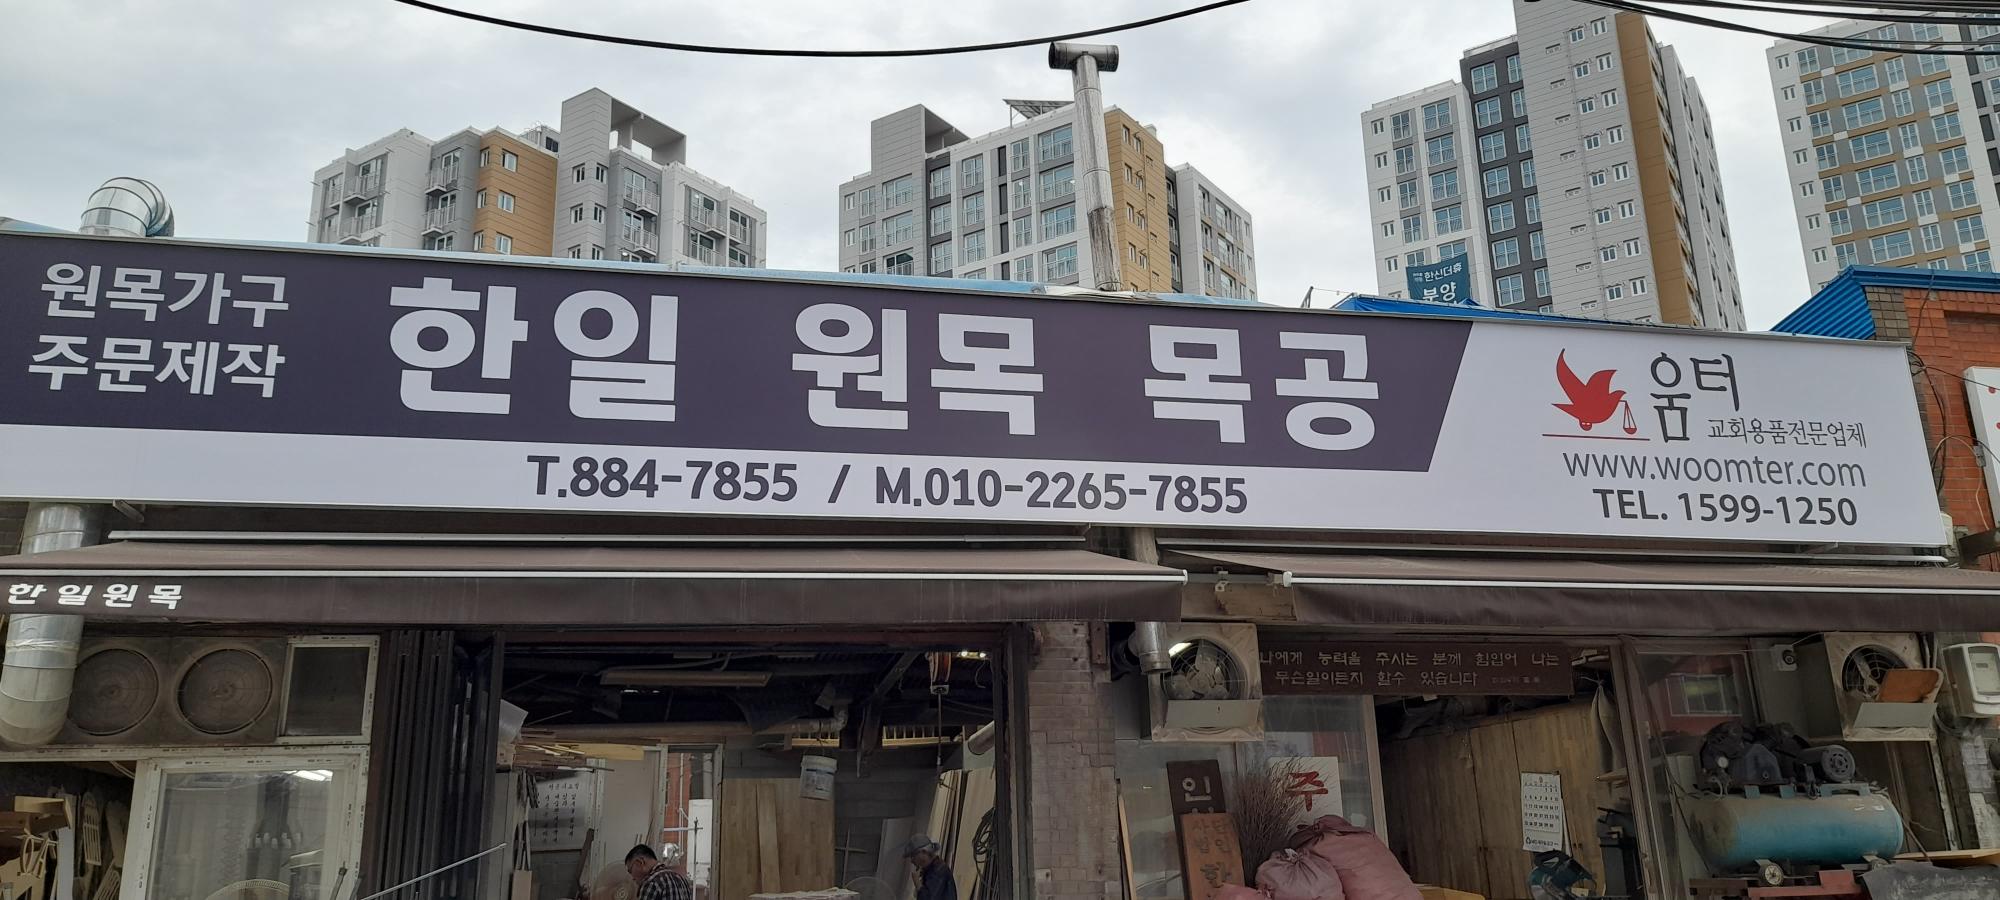 한신더휴
분양
원목가구
주문제작
한일 원목 목공
T.884-7855 / M.010-2265-7855
움터
교회용품전문업체
www.woomter.com
TEL. 1599-1250
한일원목
나에게 능력을 주시는 분께 힘입어 나는
무슨일이든지 할수 있습니다
주